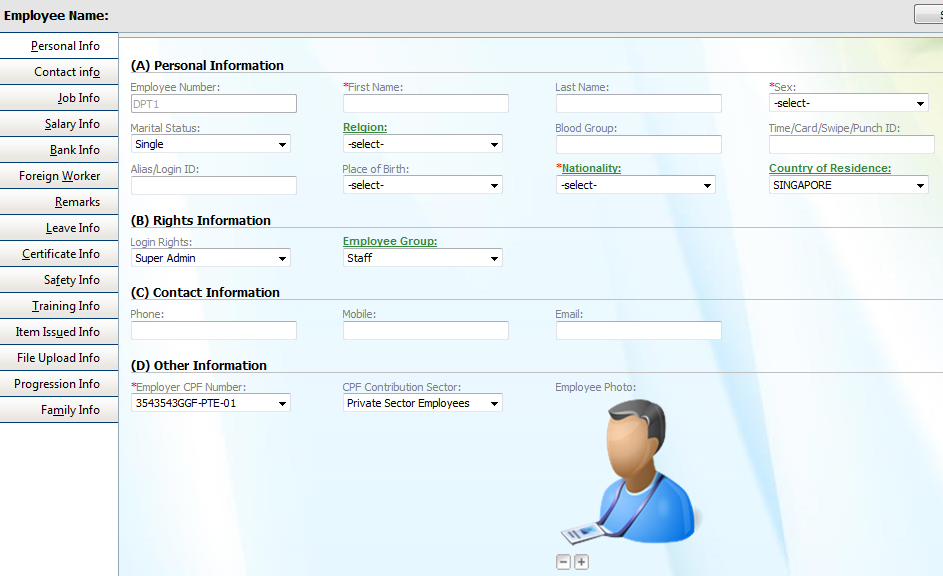 Employee Name:
Personal Info
Contact info
Job Info
Salary Info
Bank Info
Foreign Worker
Remarks
Leave Info
Certificate Info
Safety Info
Training Info
Item Issued Info
File Upload Info
Progression Info
Family Info
(A) Personal Information
Employee Number: *First Name: Last Name: *Sex:
DPT1 -select-
Marital Status: Relgion: Blood Group: Time/Card/Swipe/Punch ID:
Single -select-
Alias/Login ID: Place of Birth: *Nationality: Country of Residence:
-select- -select- SINGAPORE
(B) Rights Information
Login Rights: Employee Group:
Super Admin Staff
(C) Contact Information
Phone: Mobile: Email:
(D) Other Information
*Employer CPF Number: CPF Contribution Sector: Employee Photo:
3543543GGF-PTE-01 Private Sector Employees